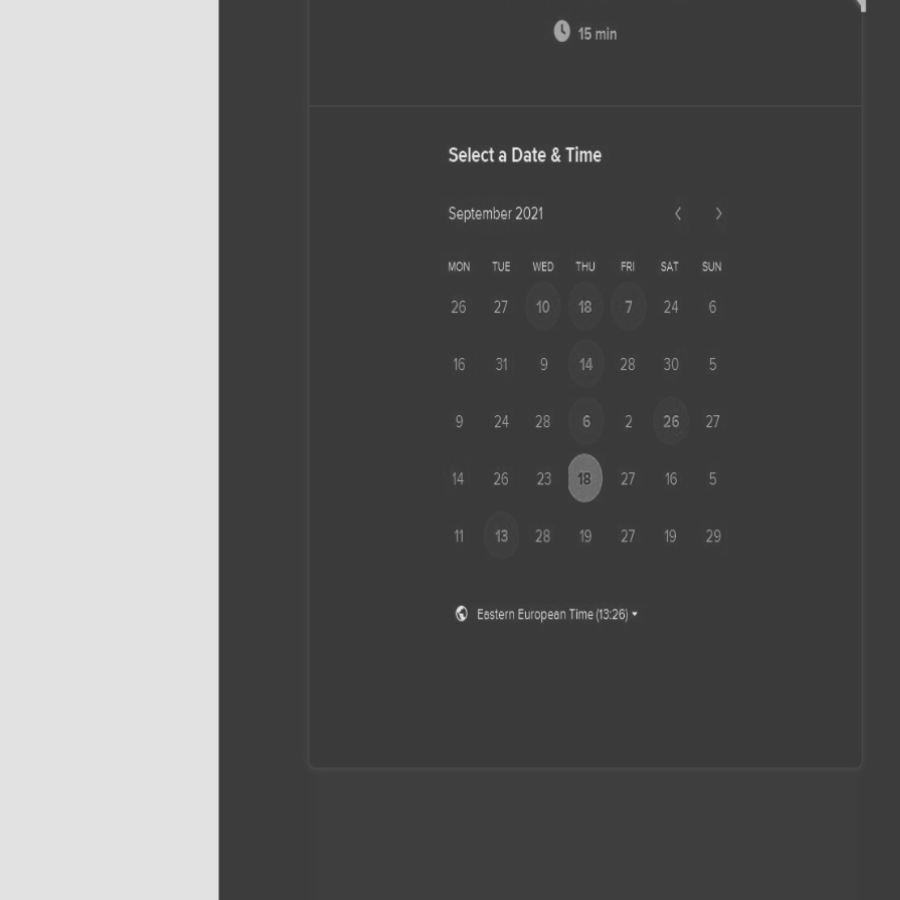 15 min
Select a Date & Time
September 2021
MON TUE WED THU FRI SAT SUN
26 27 10 18 7 24 6
16 31 9 14 28 30 5
9 24 28 6 2 26 27
14 26 23 18 27 16 5
11 13 28 19 27 19 29
Eastern European Time (13:26)